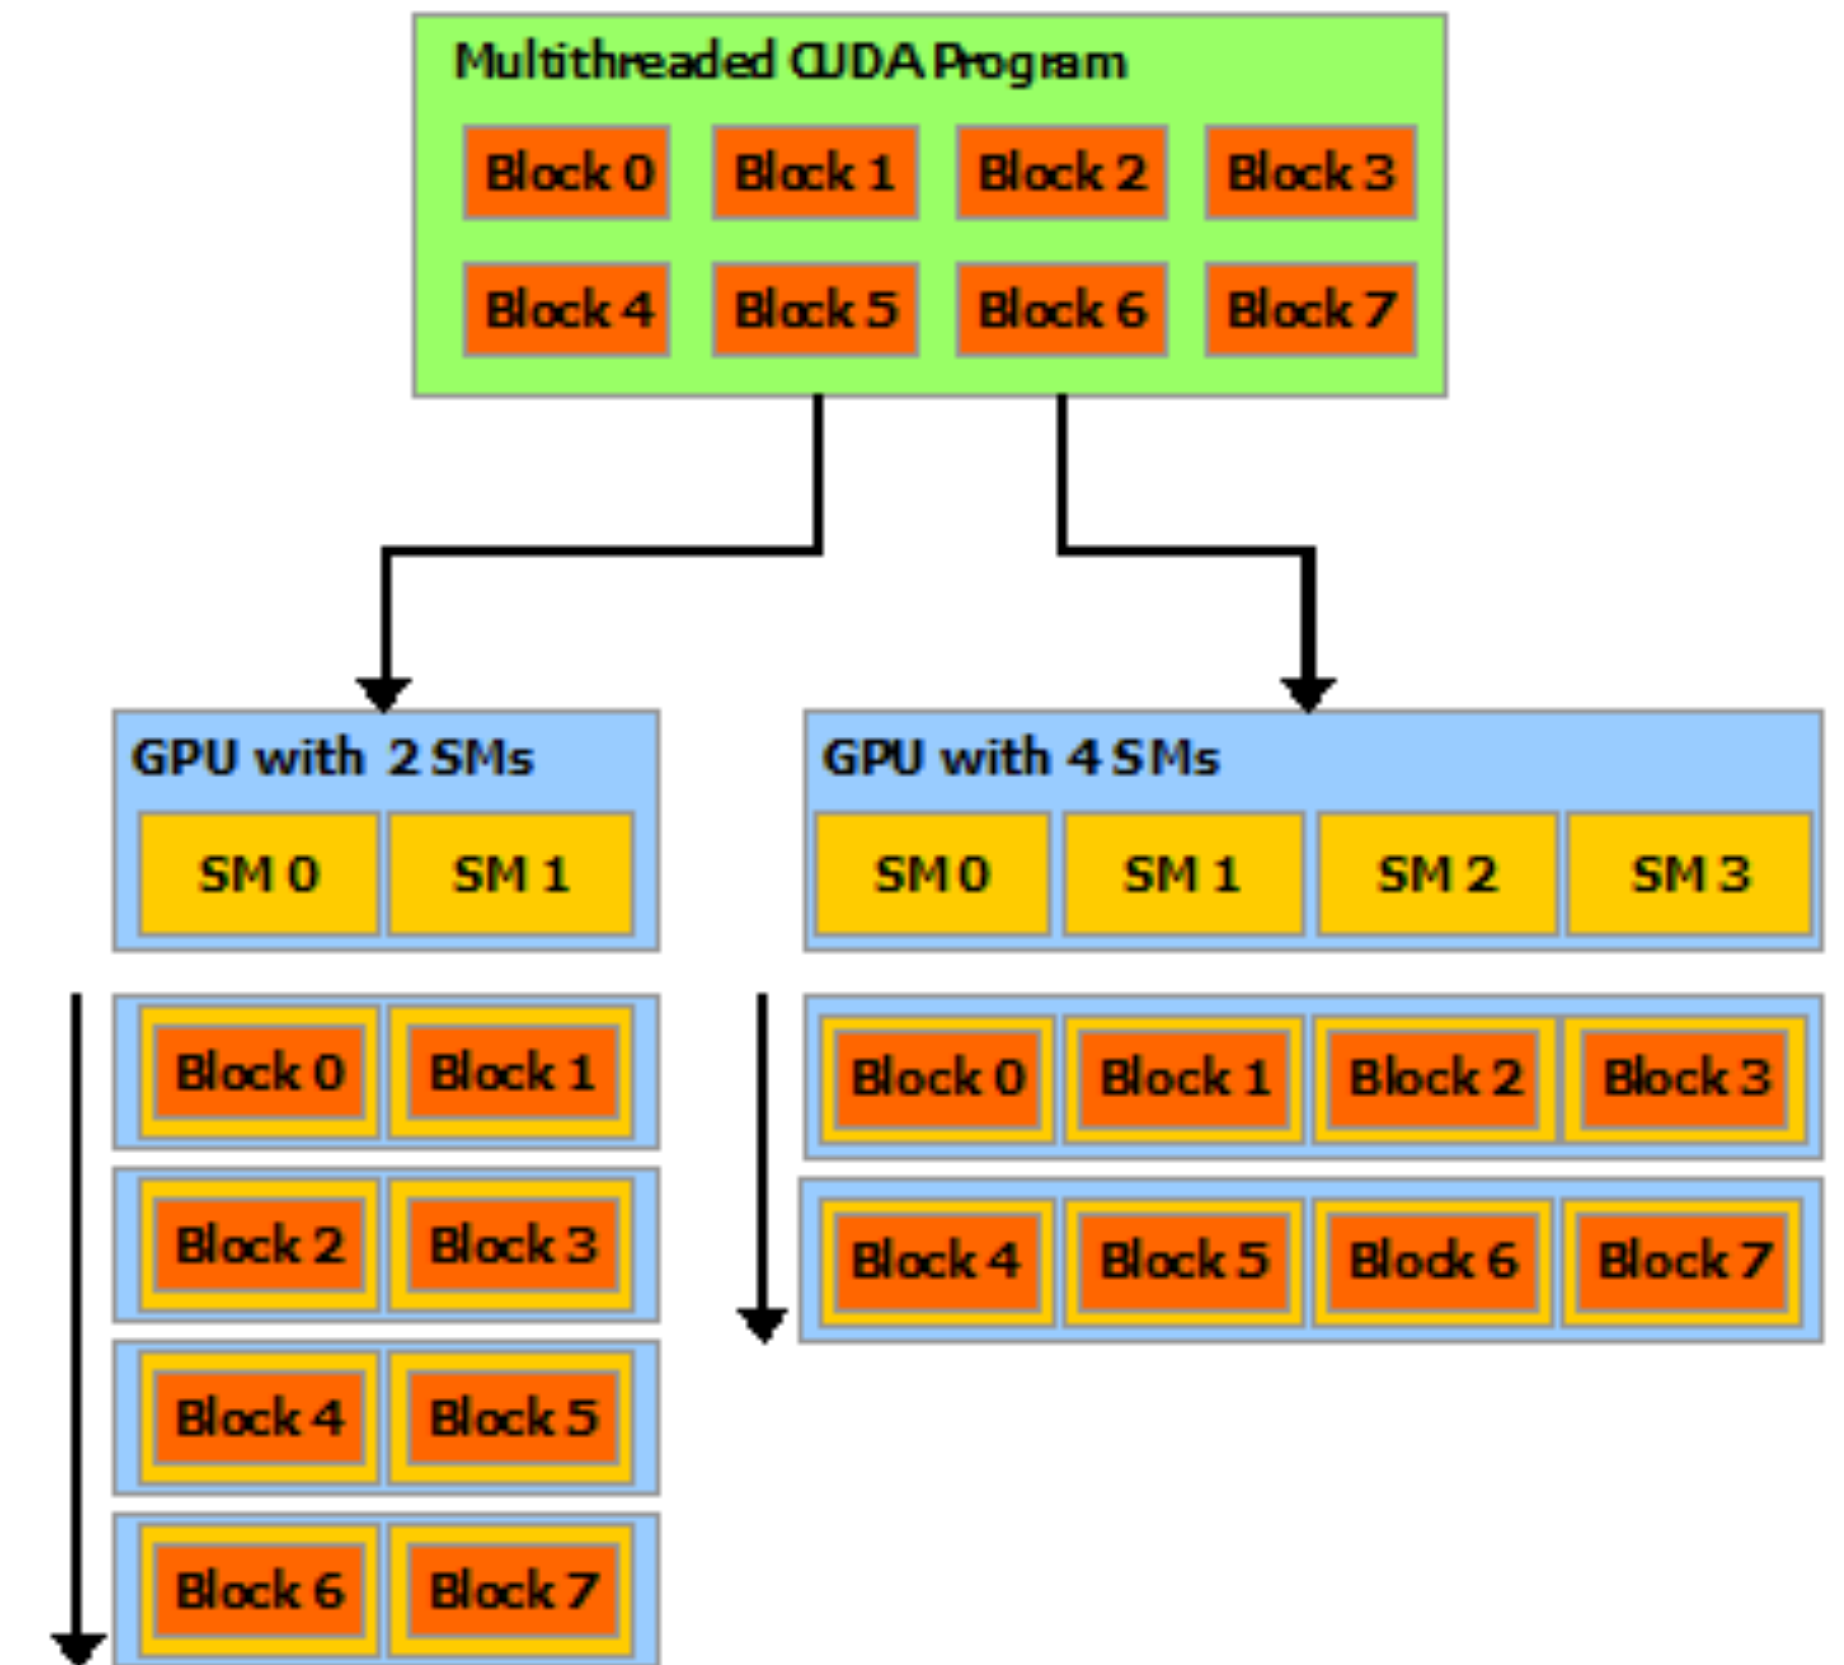 Multithreaded CUDA Program
Block 0 Block 1 Block 2 Block 3
Block 4 Block 5 Block 6 Block 7
GPU with 2 SMs
SM 0 SM 1
Block 0 Block 1
Block 2 Block 3
Block 4 Block 5
Block 6 Block 7
GPU with 4 SMs
SM 0 SM 1 SM 2 SM 3
Block 0 Block 1 Block 2 Block 3
Block 4 Block 5 Block 6 Block 7